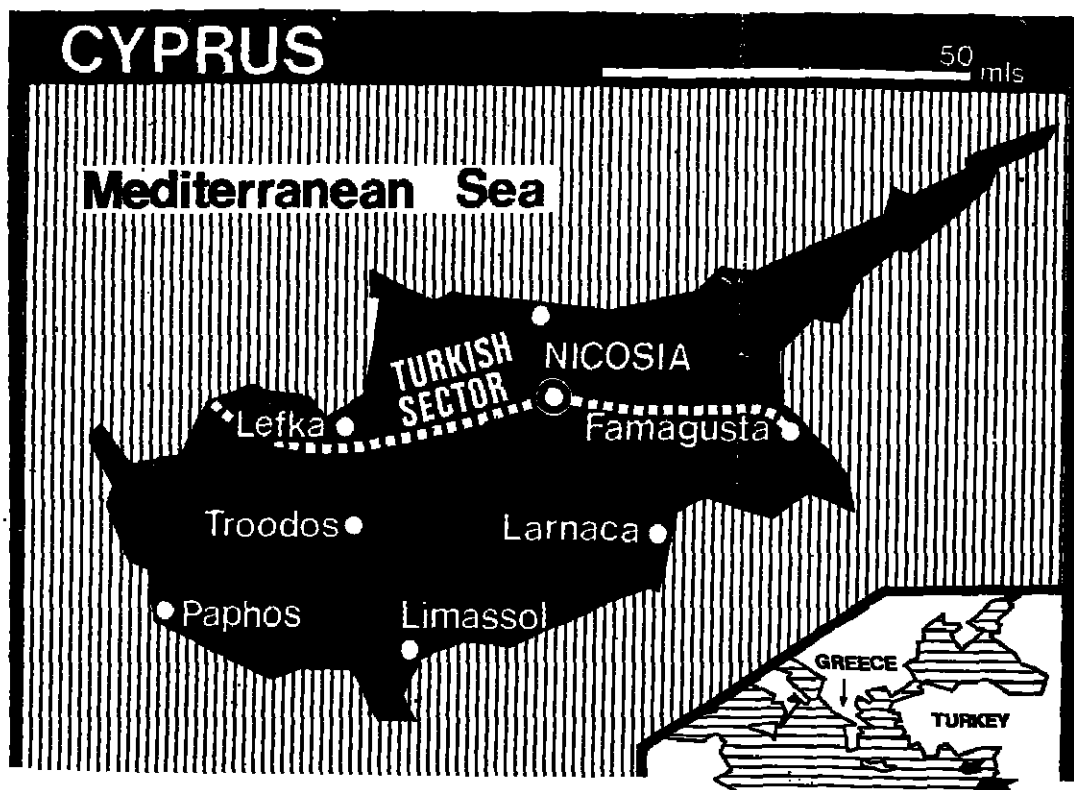 CYPRUS
50
mls
Mediterranean Sea
TURKISH
SECTOR
NICOSIA
Lefka
Famagusta
Troodos
Larnaca
Paphos
Limassol
GREECE
TURKEY